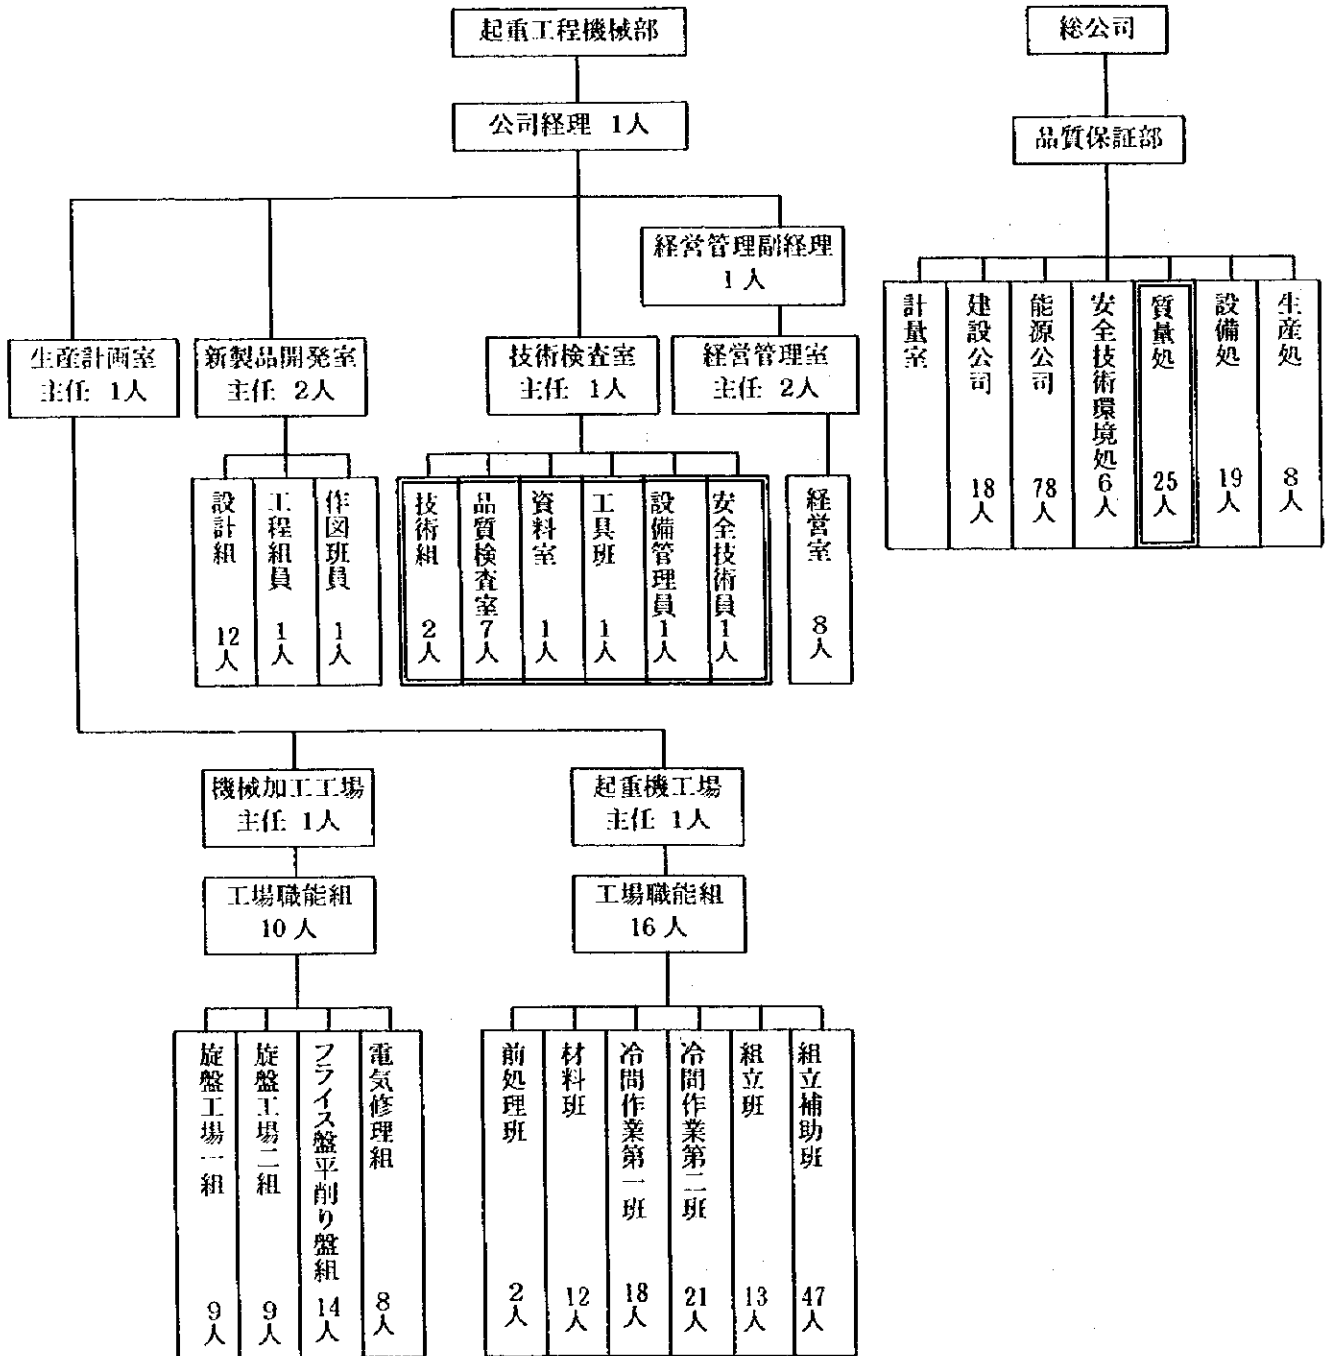 起重工程機械部
公司経理 1人
経営管理副経理
1人
生産計画室
主任 1人
新製品開発室
主任 2人
技術検査室
主任 1人
経営管理室
主任 2人
設計組 12人
工程組員 1人
作図班員 1人
技術組 2人
品質検査室 7人
資料室 1人
工具班 1人
設備管理員 1人
安全技術員 1人
経営室 8人
機械加工工場
主任 1人
起重機工場
主任 1人
工場職能組
10人
工場職能組
16人
旋盤工場一組 9人
旋盤工場二組 9人
フライス盤平削り盤組 14人
電気修理組 8人
前処理班 2人
材料班 12人
冷間作業第一班 18人
冷間作業第二班 21人
組立班 13人
組立補助班 47人
総公司
品質保証部
計量室
建設公司 18人
能源公司 78人
安全技術環境処 6人
質量処 25人
設備処 19人
生産処 8人